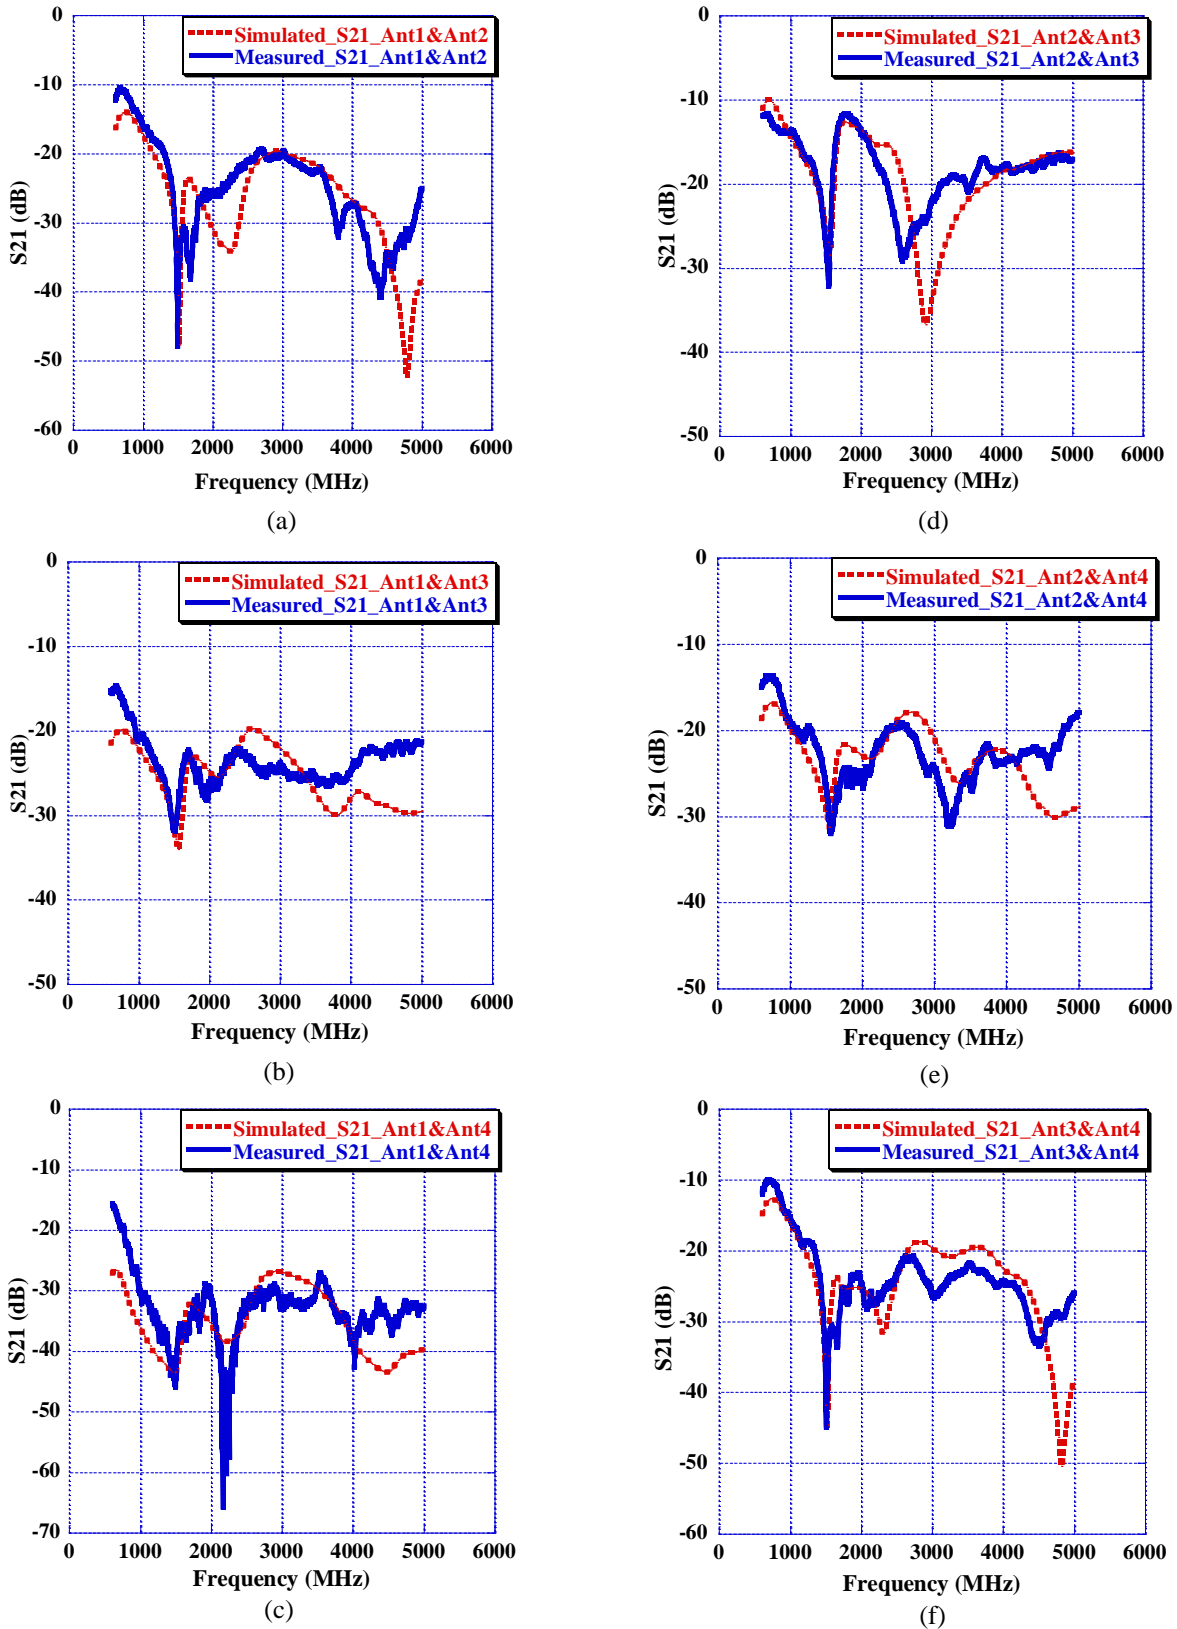 0
-10
-20
-30
-40
-50
-60
S21 (dB)
Simulated_S21_Ant1&Ant2
Measured_S21_Ant1&Ant2
0 1000 2000 3000 4000 5000 6000
Frequency (MHz)
(a)
0
-10
-20
-30
-40
-50
S21 (dB)
Simulated_S21_Ant2&Ant3
Measured_S21_Ant2&Ant3
0 1000 2000 3000 4000 5000 6000
Frequency (MHz)
(d)
0
-10
-20
-30
-40
-50
S21 (dB)
Simulated_S21_Ant1&Ant3
Measured_S21_Ant1&Ant3
0 1000 2000 3000 4000 5000 6000
Frequency (MHz)
(b)
0
-10
-20
-30
-40
-50
S21 (dB)
Simulated_S21_Ant2&Ant4
Measured_S21_Ant2&Ant4
0 1000 2000 3000 4000 5000 6000
Frequency (MHz)
(e)
0
-10
-20
-30
-40
-50
-60
-70
S21 (dB)
Simulated_S21_Ant1&Ant4
Measured_S21_Ant1&Ant4
0 1000 2000 3000 4000 5000 6000
Frequency (MHz)
(c)
0
-10
-20
-30
-40
-50
-60
S21 (dB)
Simulated_S21_Ant3&Ant4
Measured_S21_Ant3&Ant4
0 1000 2000 3000 4000 5000 6000
Frequency (MHz)
(f)